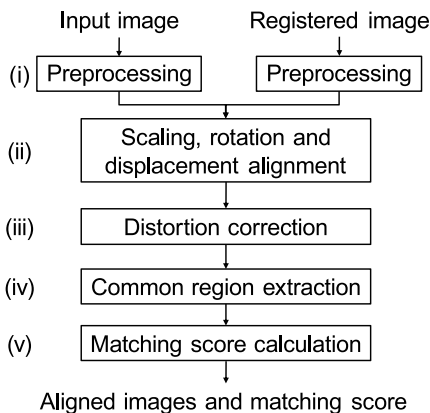 Input image
Registered image
(i)
Preprocessing
Preprocessing
(ii)
Scaling, rotation and
displacement alignment
(iii)
Distortion correction
(iv)
Common region extraction
(v)
Matching score calculation
Aligned images and matching score